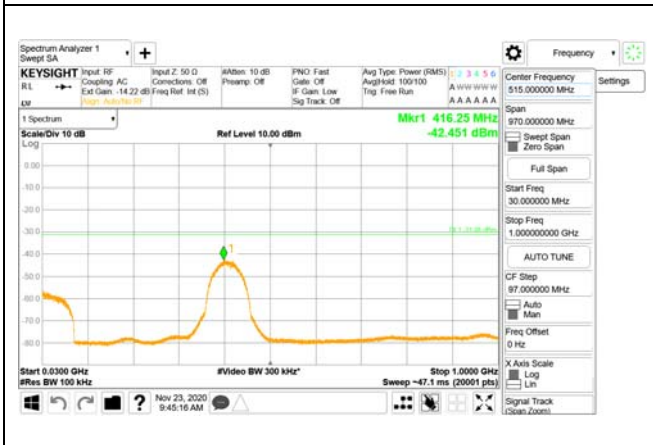 Spectrum Analyzer 1
Swept SA
+
Frequency
KEYSIGHT Input: RF Input Z: 50 Ω #Atten: 10 dB PNO: Fast Avg Type: Power (RMS) 1 2 3 4 5 6
RL Coupling: AC Corrections: Off Preamp: Off Gate: Off Avg|Hold: 100/100 A W W W W W
Ext Gain: -14.22 dB Freq Ref: Int (S) IF Gain: Low Trig: Free Run
Align: Auto/No RF Sig Track: Off A A A A A A
Center Frequency
515.000000 MHz
Settings
1 Spectrum
Mkr1 416.25 MHz
Scale/Div 10 dB Ref Level 10.00 dBm -42.451 dBm
Log
0.00
-10.0
-20.0
-30.0
-40.0
-50.0
-60.0
-70.0
-80.0
1
Start 0.0300 GHz #Video BW 300 kHz* Stop 1.0000 GHz
#Res BW 100 kHz Sweep ~47.1 ms (20001 pts)
Span
970.000000 MHz
Swept Span
Zero Span
Full Span
Start Freq
30.000000 MHz
Stop Freq
1.000000000 GHz
AUTO TUNE
CF Step
97.000000 MHz
Auto
Man
Freq Offset
0 Hz
X Axis Scale
Log
Lin
Signal Track
(Span Zoom)
? Nov 23, 2020
9:45:16 AM